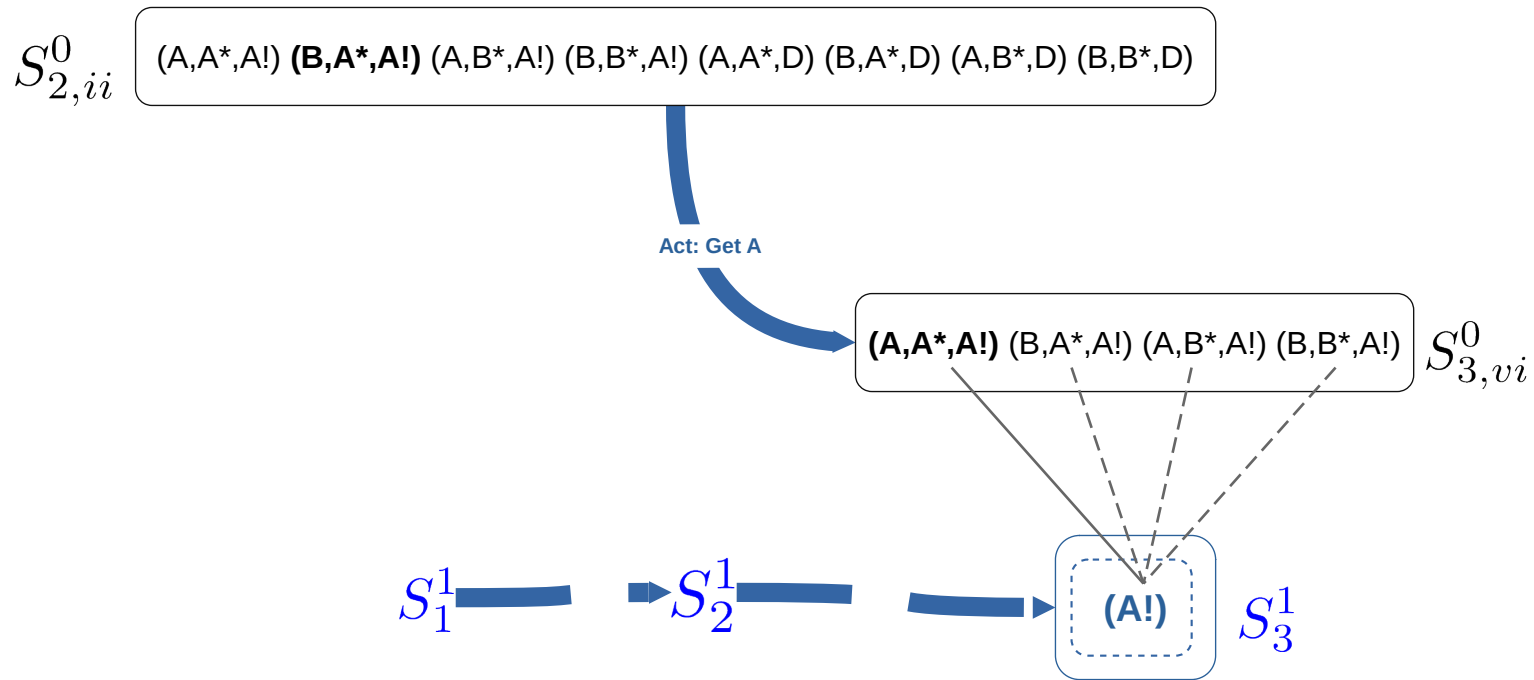 $S^0_{2,ii}$ (A,A*,A!) (B,A*,A!) (A,B*,A!) (B,B*,A!) (A,A*,D) (B,A*,D) (A,B*,D) (B,B*,D)
Act: Get A
(A,A*,A!) (B,A*,A!) (A,B*,A!) (B,B*,A!) $S^0_{3,vi}$
$S^1_1$ $S^1_2$ (A!) $S^1_3$